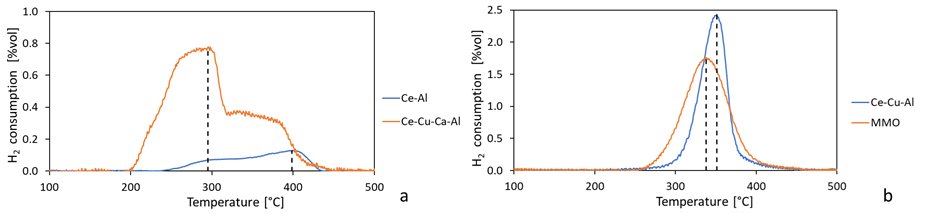 H₂ consumption [%vol]
1.0
0.8
0.6
0.4
0.2
0.0
100 200 300 400 500
Temperature [°C]
Ce-Al
Ce-Cu-Ca-Al
a
H₂ consumption [%vol]
2.5
2.0
1.5
1.0
0.5
0.0
100 200 300 400 500
Temperature [°C]
Ce-Cu-Al
MMO
b